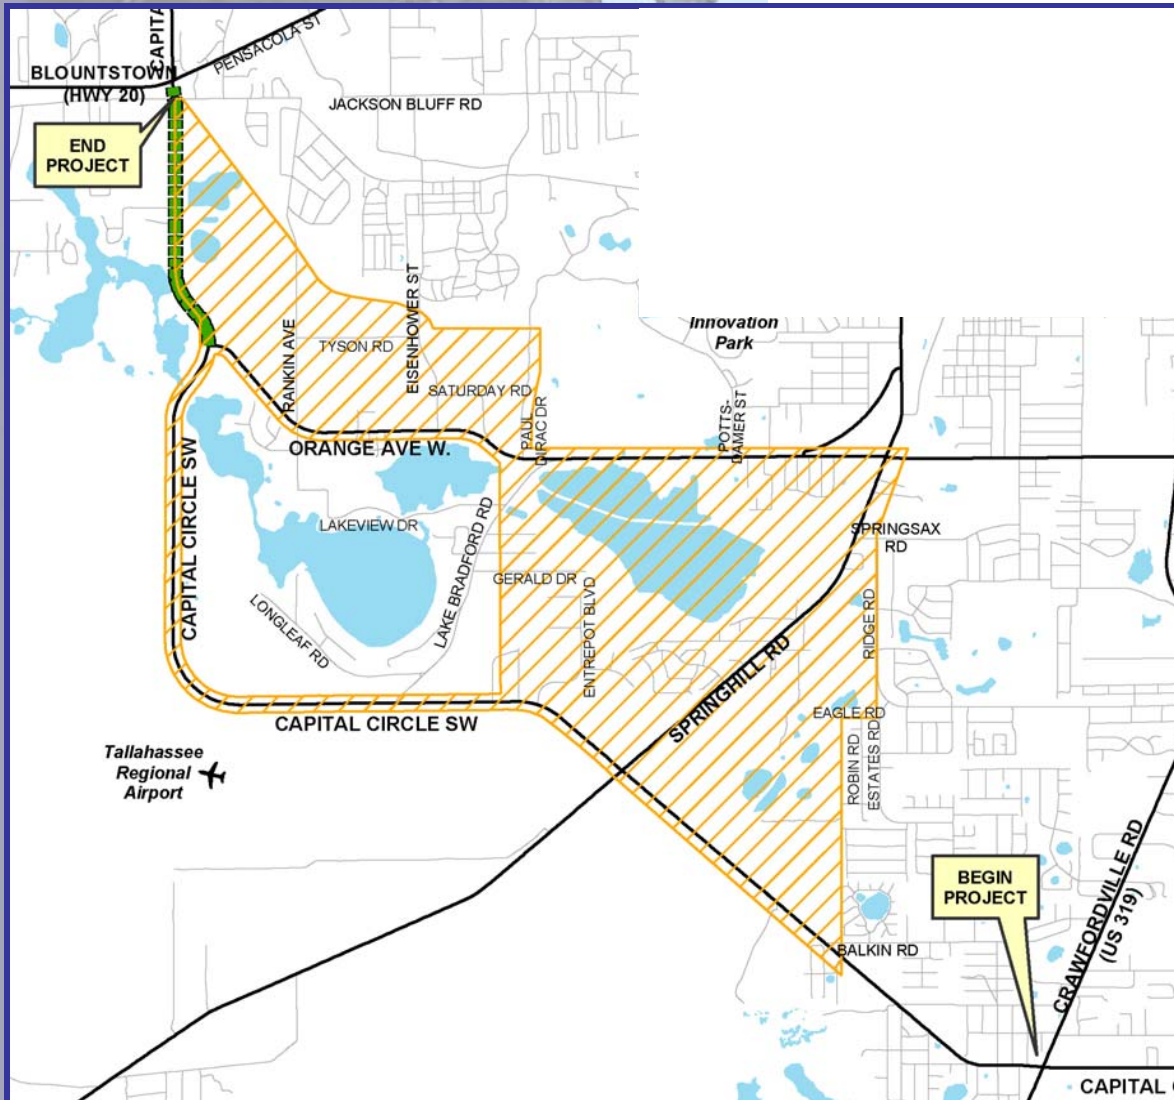 CAPITA
PENSACOLA ST
BLOUNTSTOWN
(HWY 20)
JACKSON BLUFF RD
END
PROJECT
EISENHOWER ST
RANKIN AVE
TYSON RD
Innovation
Park
SATURDAY RD
PAUL
DIRAC DR
POTTS-
DAMER ST
ORANGE AVE W.
CAPITAL CIRCLE SW
LAKEVIEW DR
LAKE BRADFORD RD
SPRINGSAX
RD
GERALD DR
ENTREPOT BLVD
RIDGE RD
LONGLEAF RD
SPRINGHILL RD
EAGLE RD
CAPITAL CIRCLE SW
ROBIN RD
ESTATES RD
Tallahassee
Regional
Airport
CRAWFORDVILLE RD
(US 319)
BEGIN
PROJECT
BALKIN RD
CAPITAL